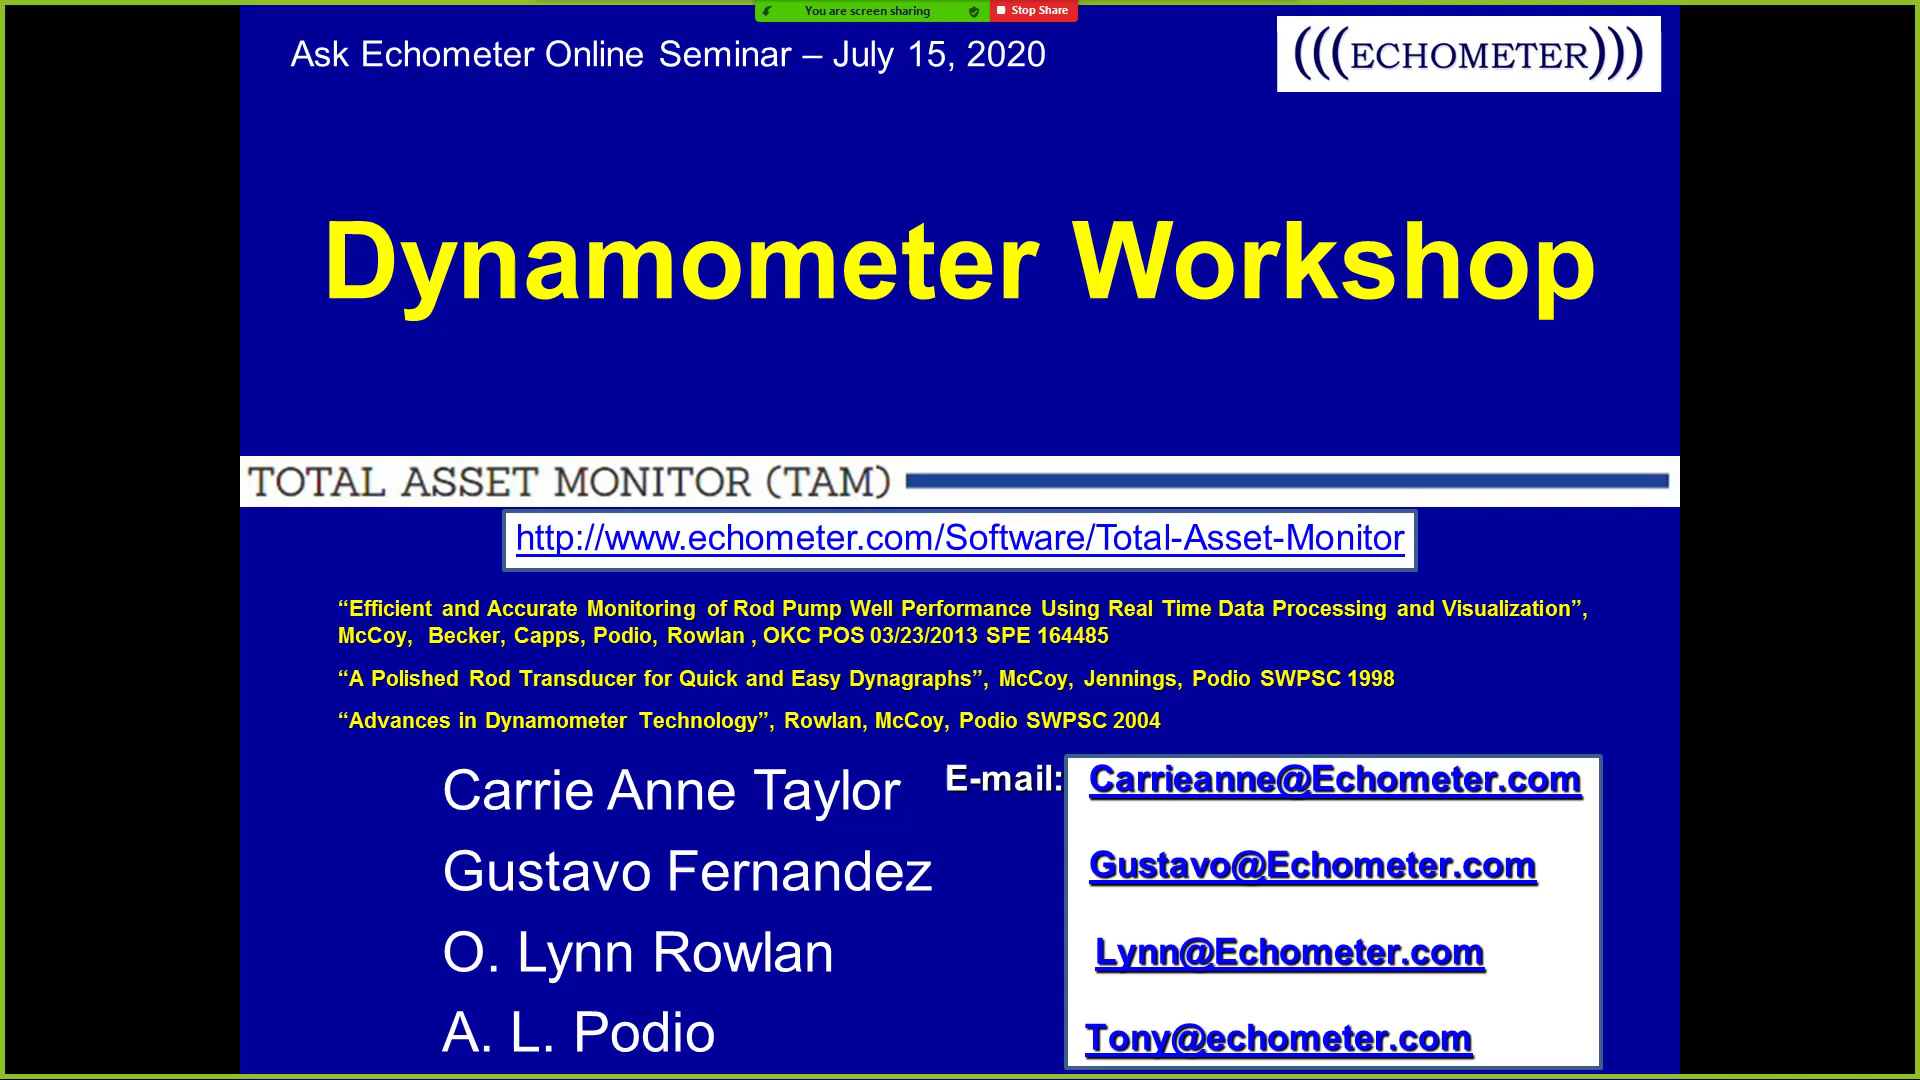 You are screen sharing
Stop Share
Ask Echometer Online Seminar – July 15, 2020
(((ECHOMETER)))
Dynamometer Workshop
TOTAL ASSET MONITOR (TAM)
http://www.echometer.com/Software/Total-Asset-Monitor
“Efficient and Accurate Monitoring of Rod Pump Well Performance Using Real Time Data Processing and Visualization”,
McCoy, Becker, Capps, Podio, Rowlan , OKC POS 03/23/2013 SPE 164485
“A Polished Rod Transducer for Quick and Easy Dynagraphs”, McCoy, Jennings, Podio SWPSC 1998
“Advances in Dynamometer Technology”, Rowlan, McCoy, Podio SWPSC 2004
Carrie Anne Taylor E-mail: Carrieanne@Echometer.com
Gustavo Fernandez Gustavo@Echometer.com
O. Lynn Rowlan Lynn@Echometer.com
A. L. Podio Tony@echometer.com